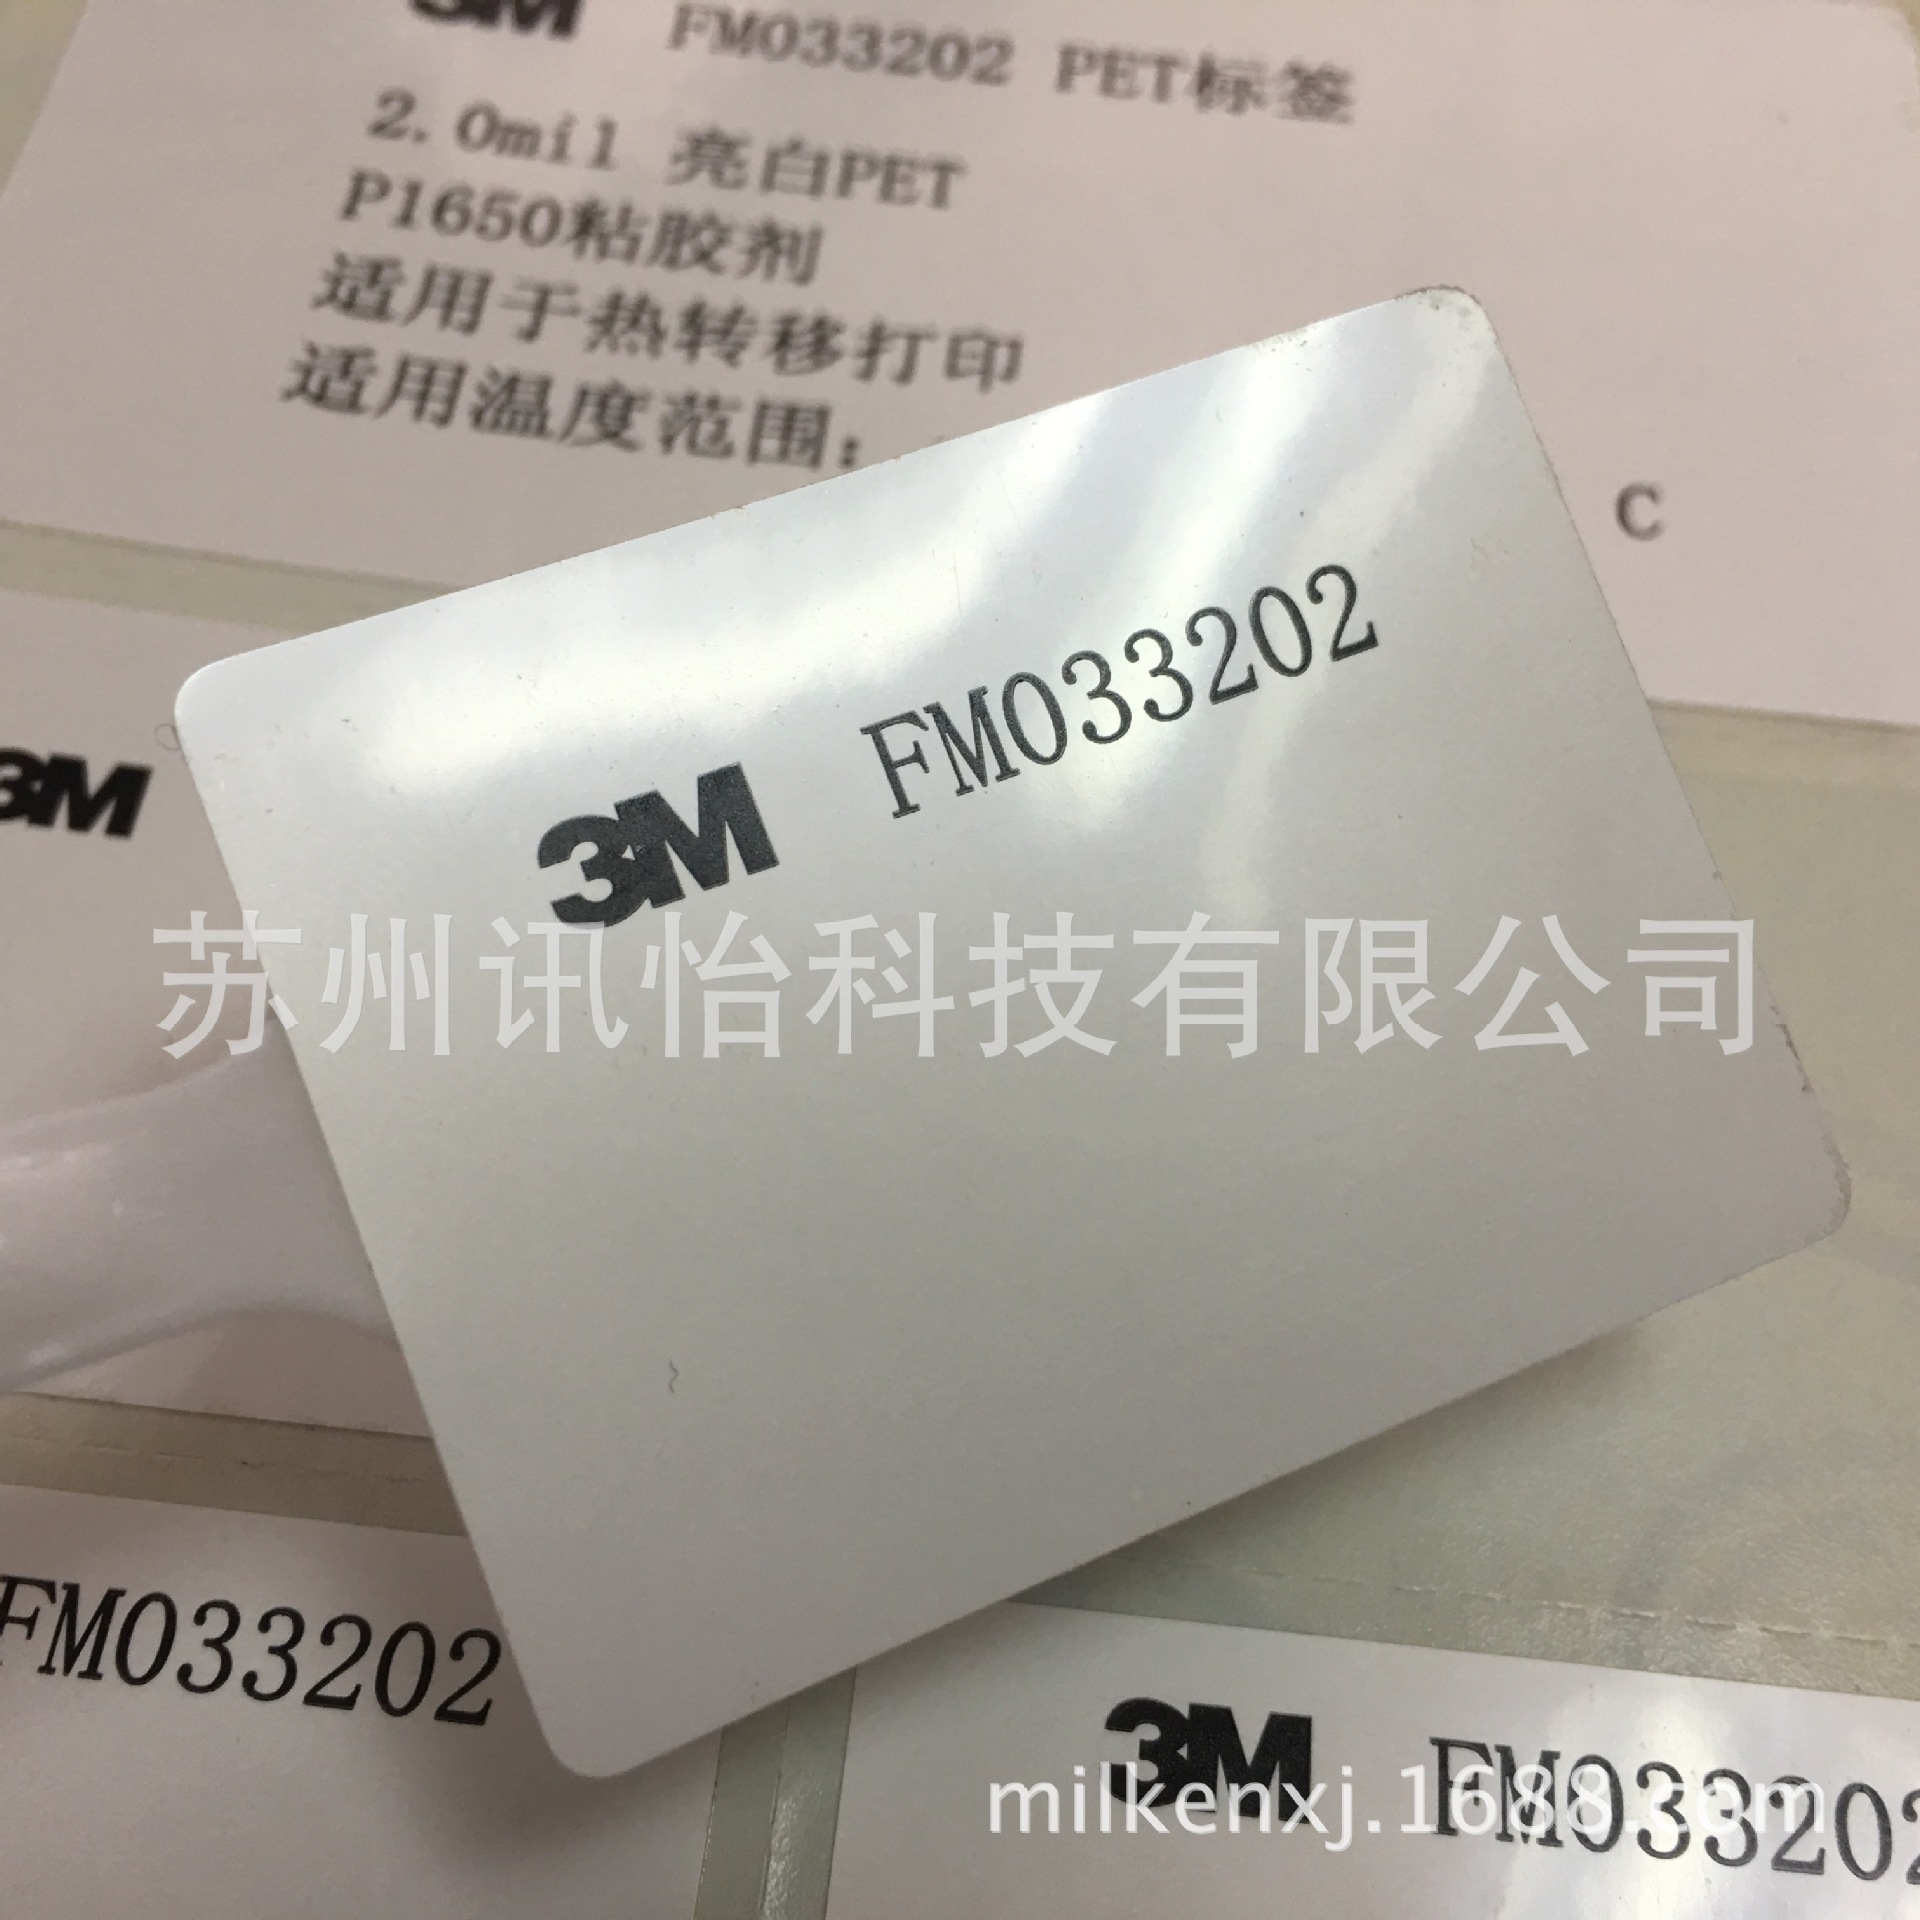 3M FM033202 PET标签
2.0mil 亮白PET
P1650粘胶剂
适用于热转移打印
适用温度范围:
C
3M FM033202
3M
苏州讯怡科技有限公司
FM033202
3M FM033202
milkenxj.1688.com